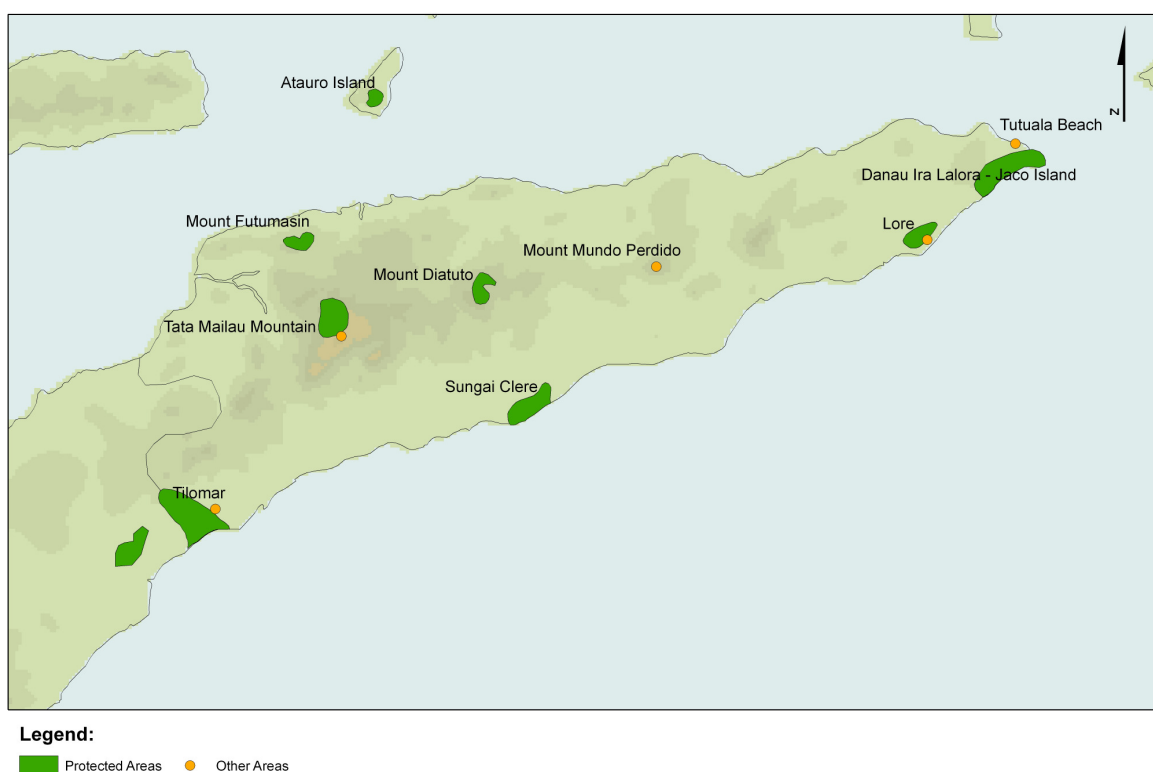 Atauro Island
Tutuala Beach
Danau Ira Lalora - Jaco Island
Mount Futumasin
Lore
Mount Mundo Perdido
Mount Diatuto
Tata Mailau Mountain
Sungai Clere
Tilomar
N
Legend:
Protected Areas
Other Areas